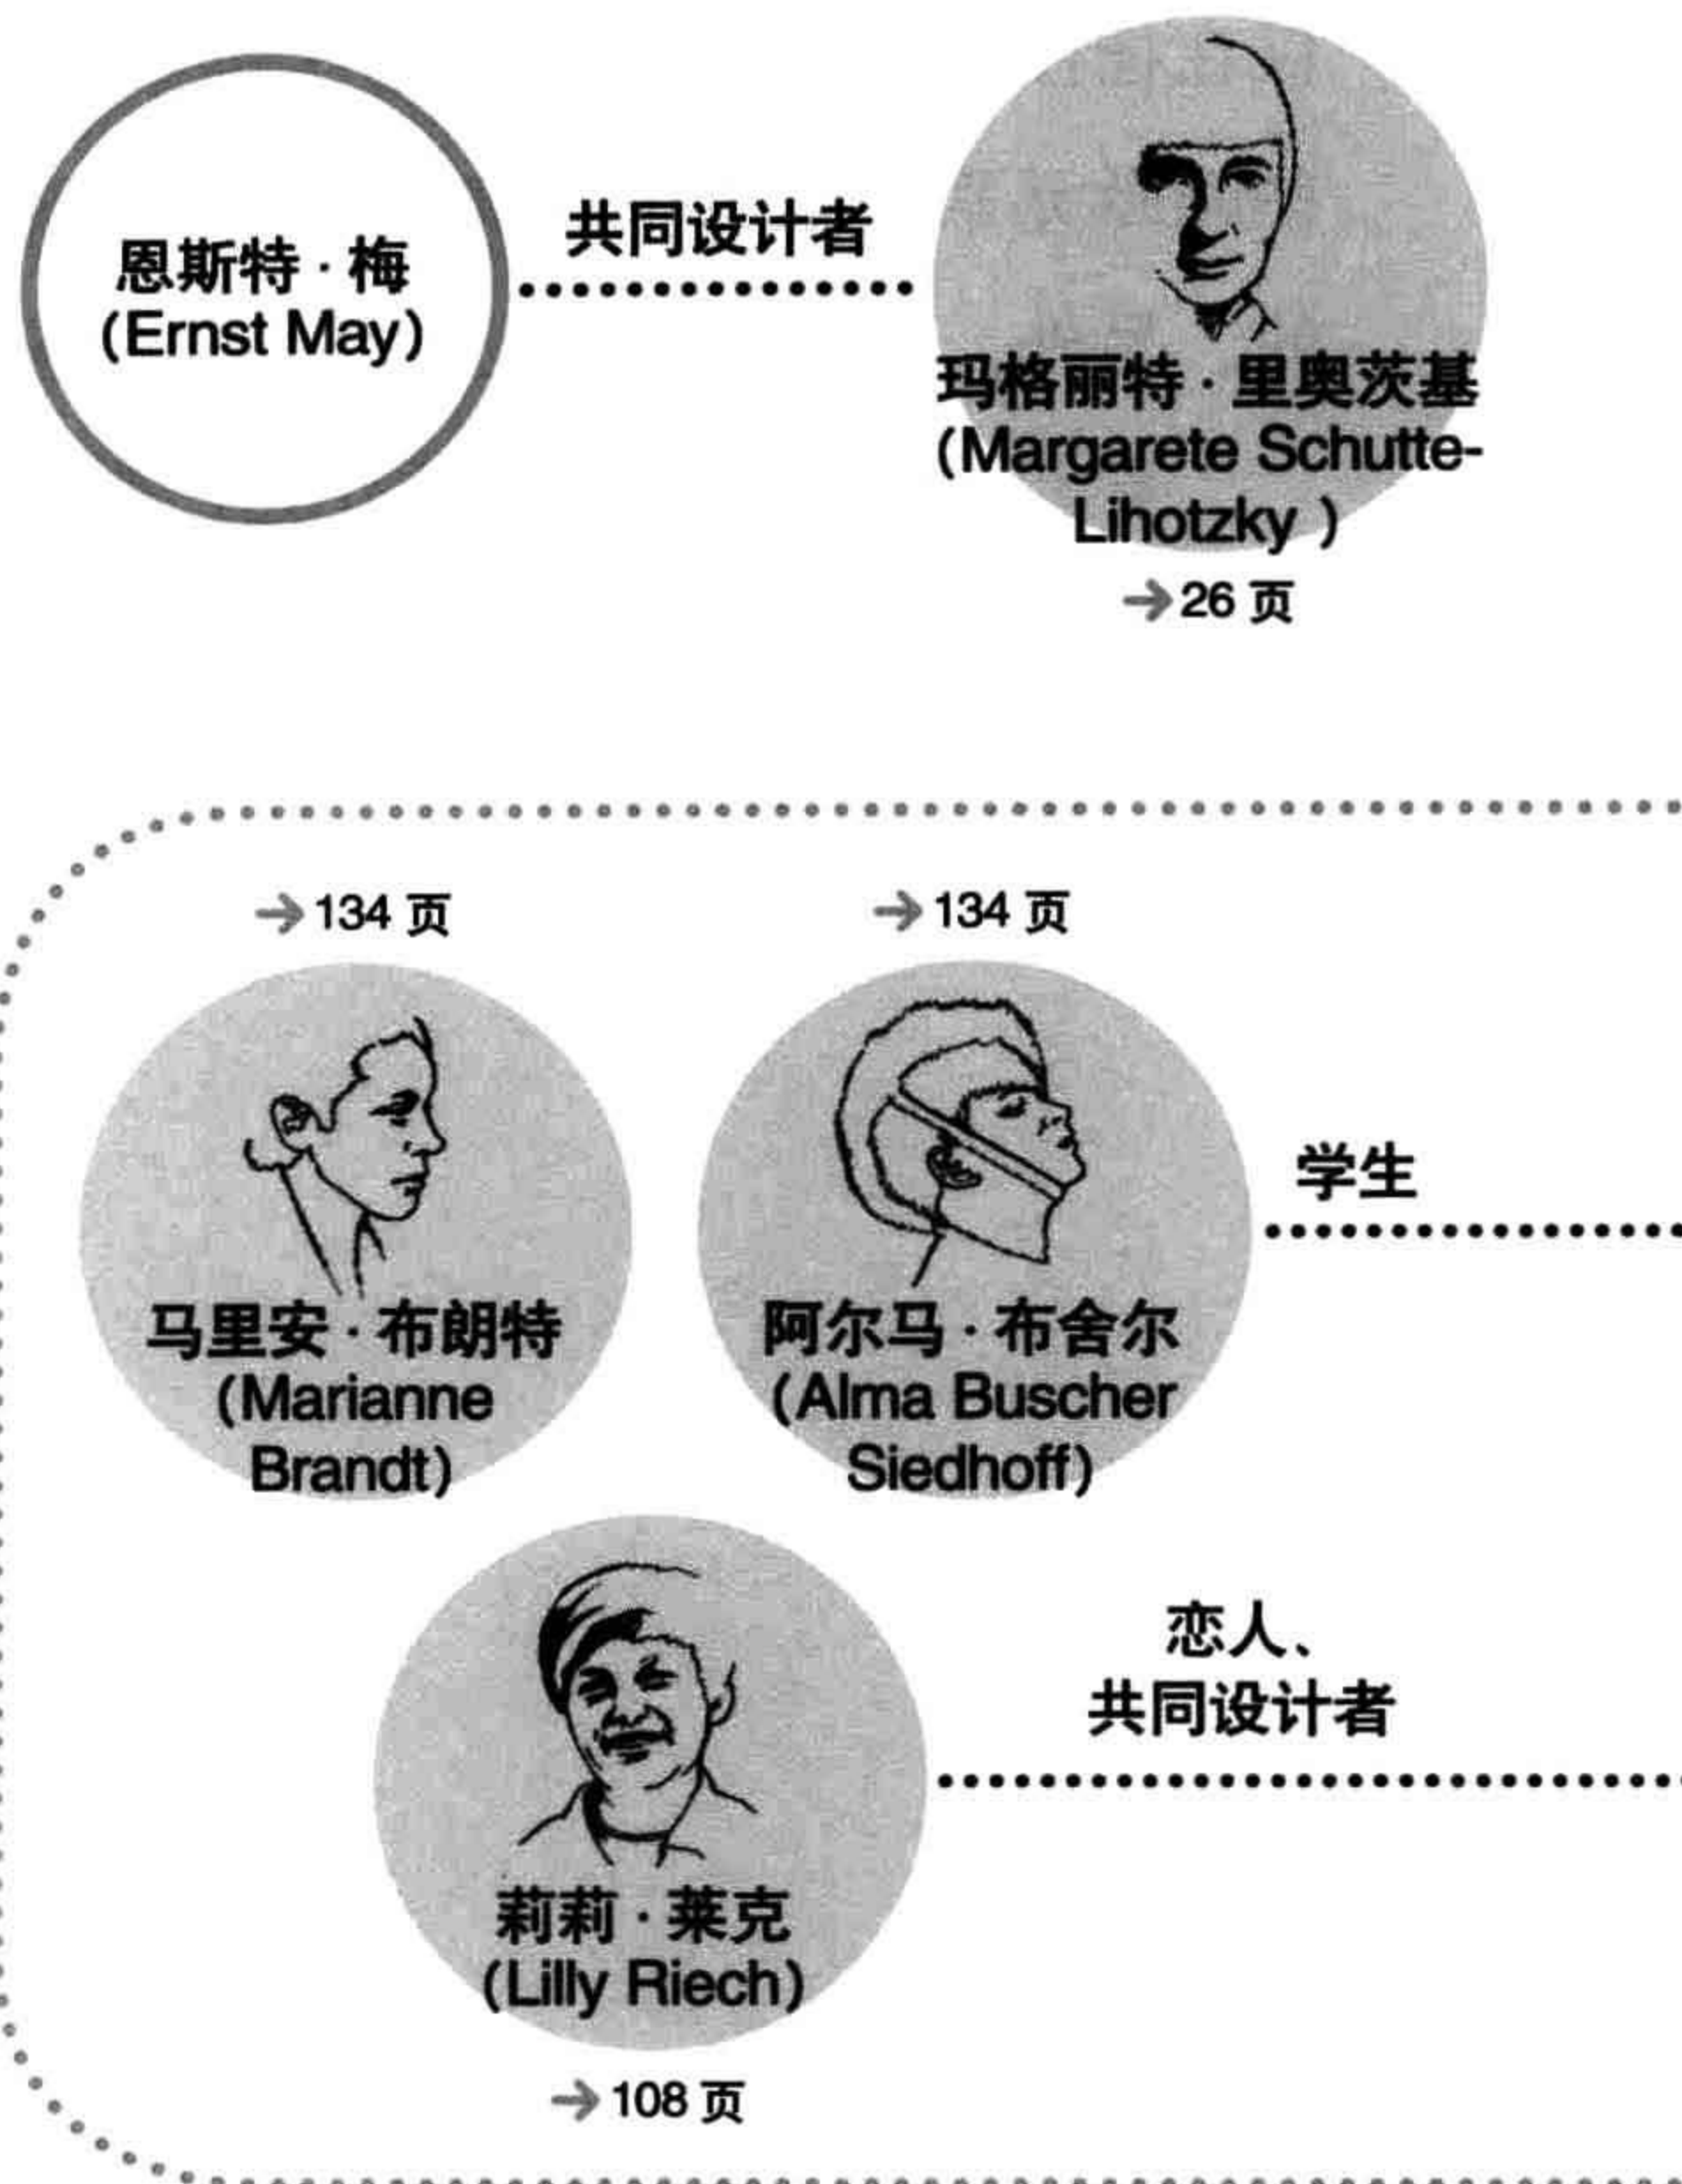 恩斯特·梅
(Ernst May)
共同设计者
玛格丽特·里奥茨基
(Margarete Schutte-
Lihotzky )
→26 页
→134 页
→134 页
马里安·布朗特
(Marianne
Brandt)
阿尔马·布舍尔
(Alma Buscher
Siedhoff)
学生
莉莉·莱克
(Lilly Riech)
→108 页
恋人、
共同设计者